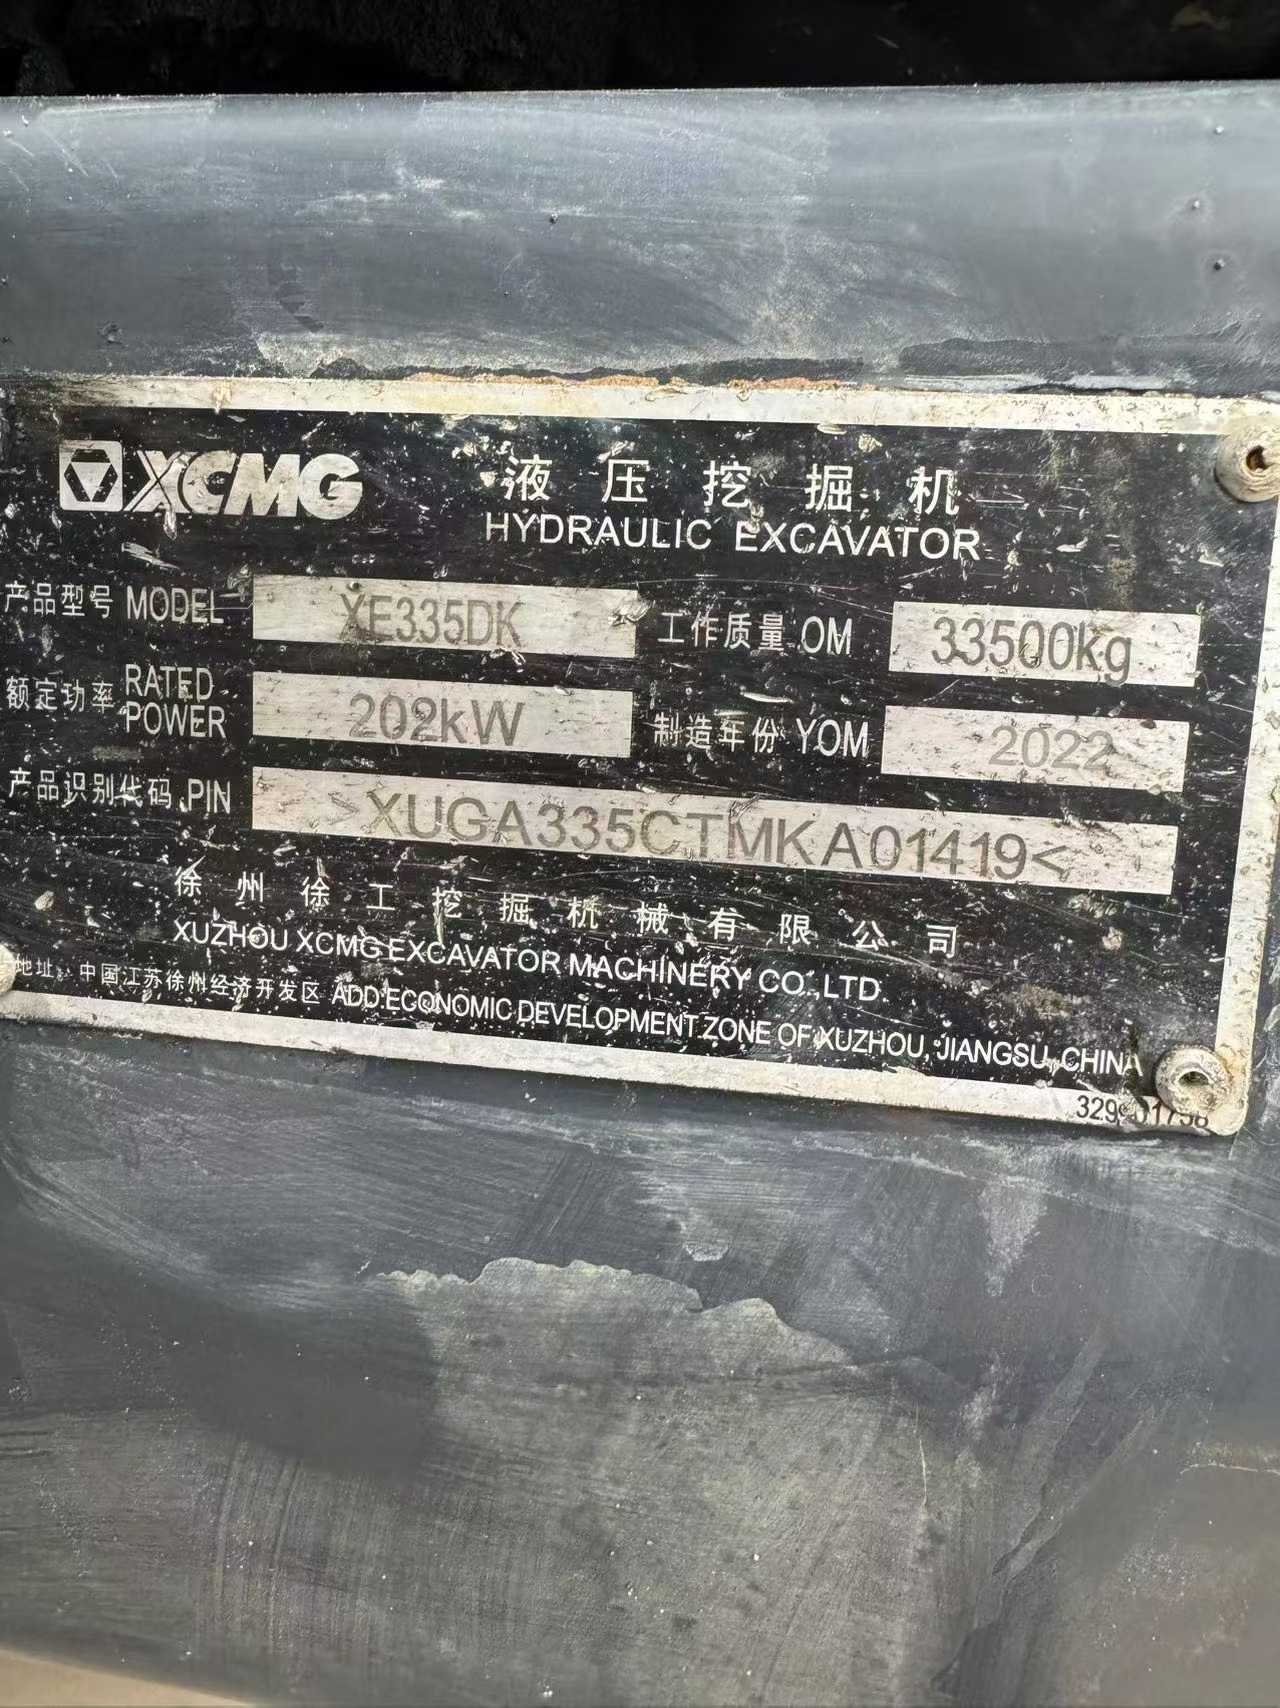 XCMG
液压挖掘机
HYDRAULIC EXCAVATOR
产品型号 MODEL XE335DK 工作质量 OM 33500kg
额定功率 RATED POWER 202kW 制造年份 YOM 2022
产品识别代码 PIN >XUGA335CTMKA01419<
徐州徐工挖掘机械有限公司
XUZHOU XCMG EXCAVATOR MACHINERY CO.,LTD.
地址: 中国江苏徐州经济开发区 ADD:ECONOMIC DEVELOPMENT ZONE OF XUZHOU, JIANGSU, CHINA